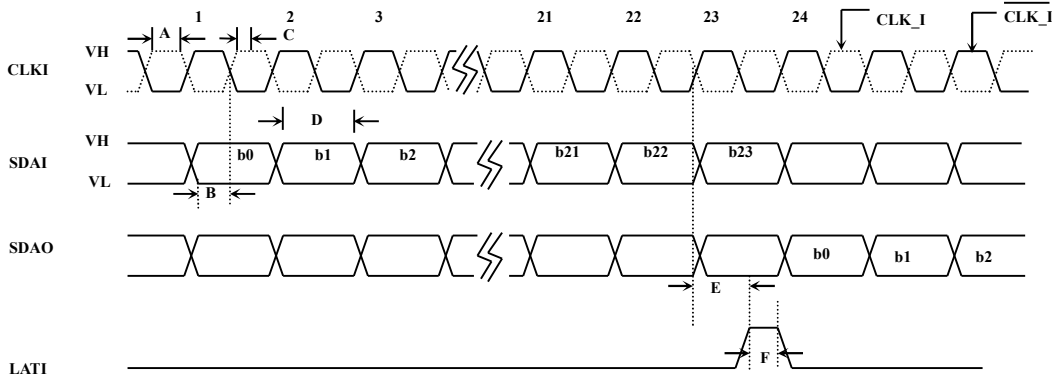 1 2 3 21 22 23 24
A C CLK_I CLK_I
VH
CLKI
VL
D
VH
SDAI b0 b1 b2 b21 b22 b23
VL
B
SDAO b0 b1 b2
E
F
LATI